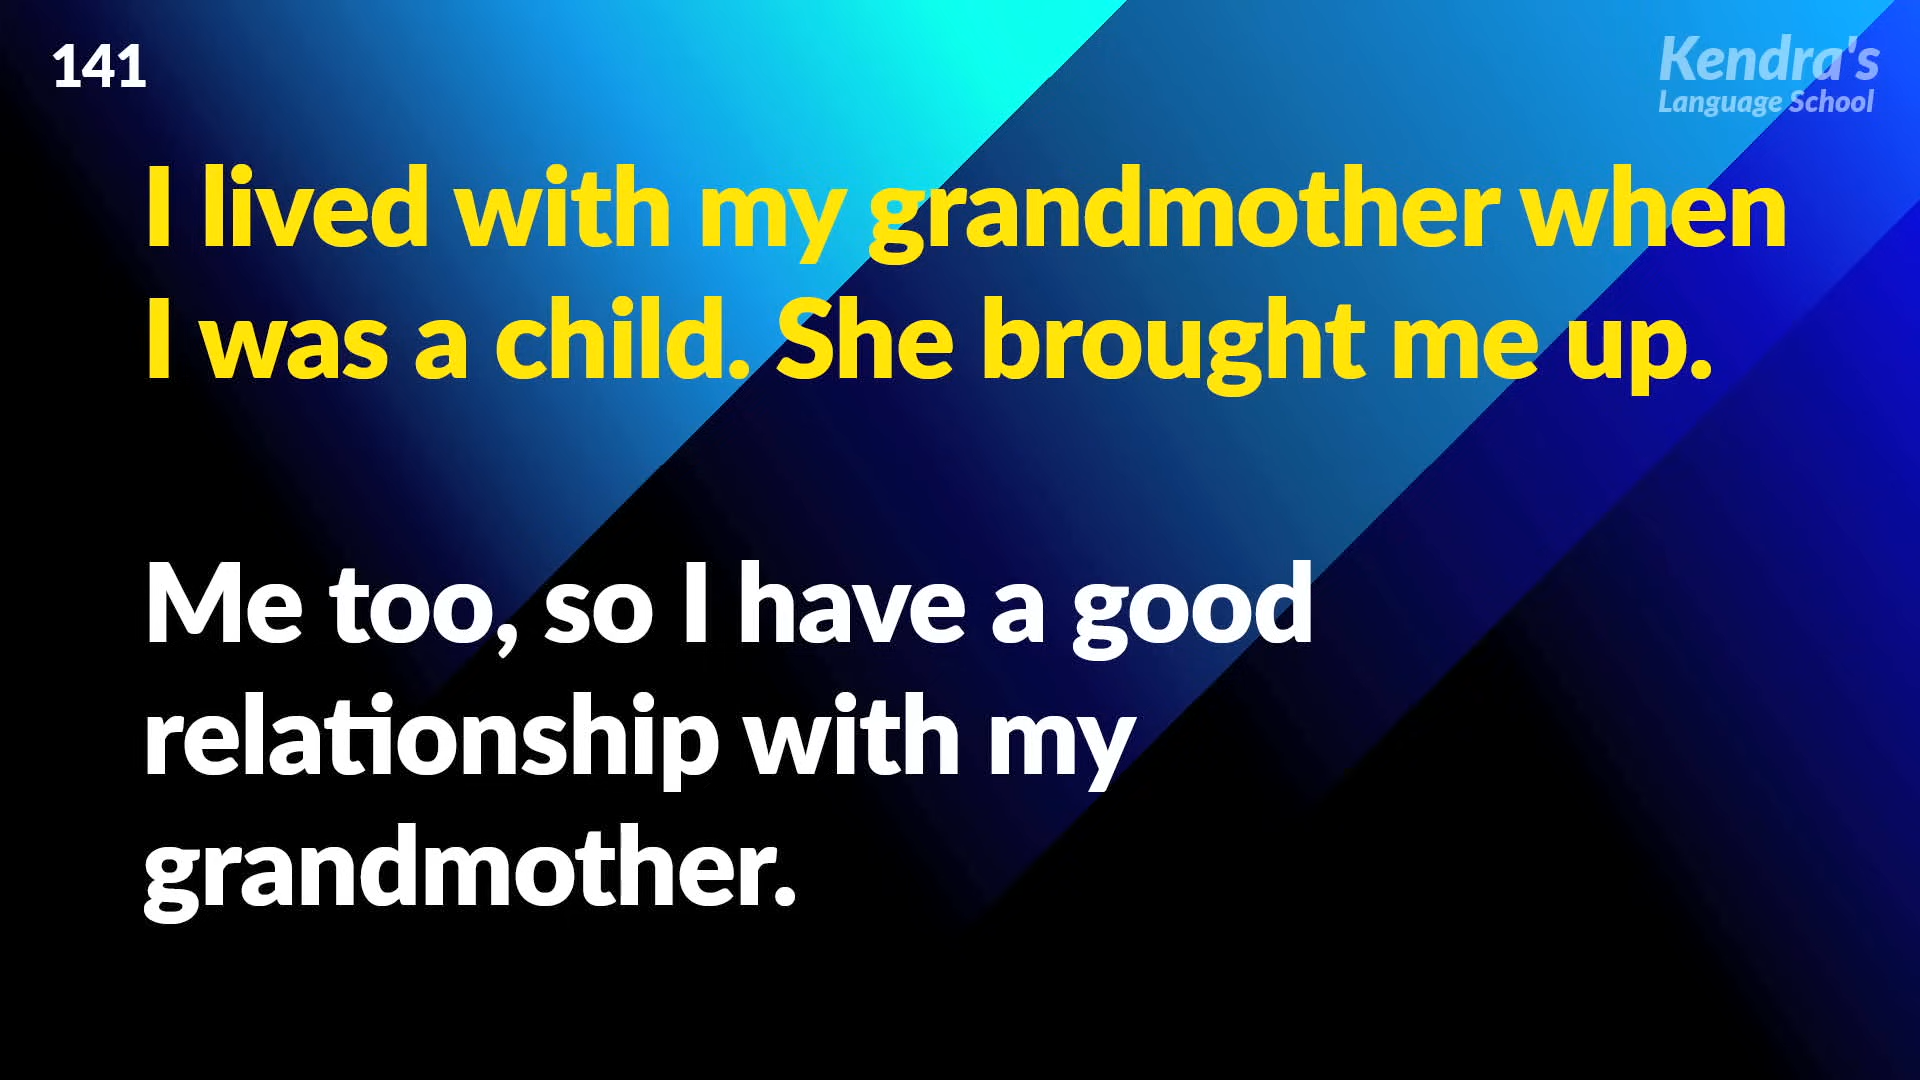 141
Kendra's
Language School
I lived with my grandmother when
I was a child. She brought me up.
Me too, so I have a good
relationship with my
grandmother.